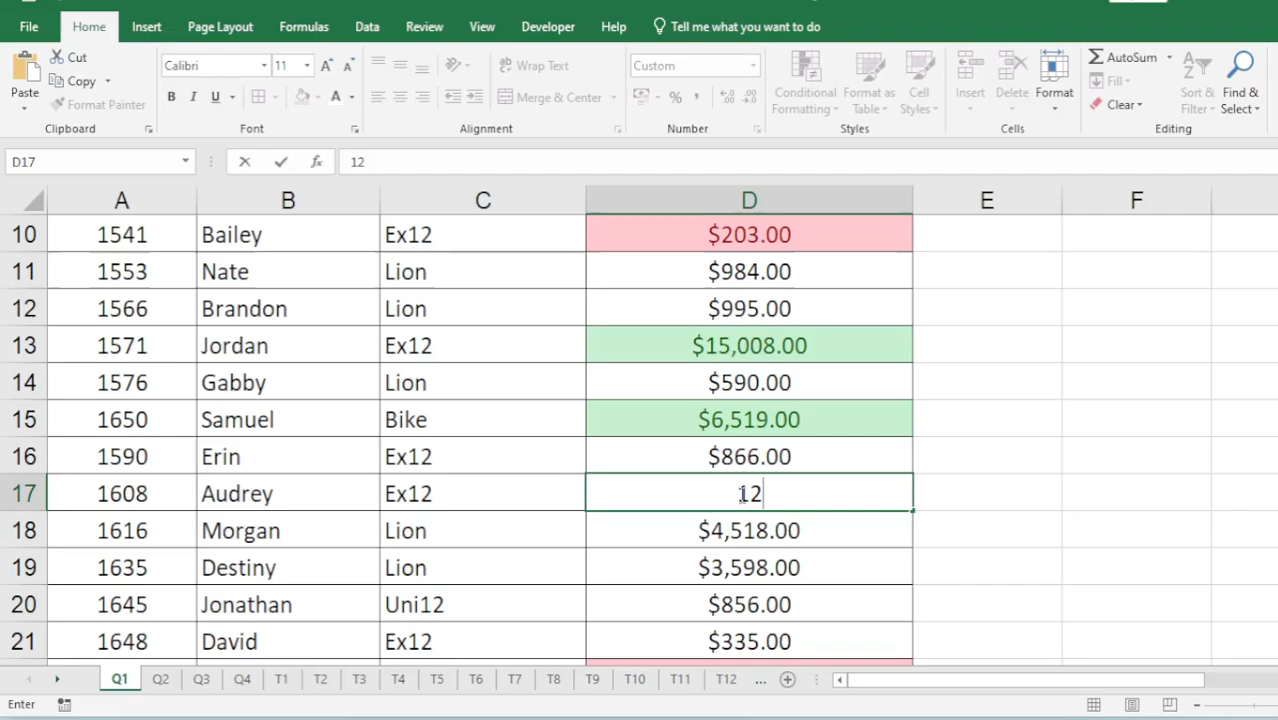 File Home Insert Page Layout Formulas Data Review View Developer Help Tell me what you want to do
Paste
Cut
Copy
Format Painter
Clipboard
Calibri 11 A A
B I U A
Font
Wrap Text
Merge & Center
Alignment
Custom
% ,
Number
Conditional Formatting
Format as Table
Cell Styles
Styles
Insert Delete Format
Cells
AutoSum
Fill
Clear
Sort & Filter
Find & Select
Editing
D17 fx 12
A B C D E F
10 1541 Bailey Ex12 $203.00
11 1553 Nate Lion $984.00
12 1566 Brandon Lion $995.00
13 1571 Jordan Ex12 $15,008.00
14 1576 Gabby Lion $590.00
15 1650 Samuel Bike $6,519.00
16 1590 Erin Ex12 $866.00
17 1608 Audrey Ex12 12
18 1616 Morgan Lion $4,518.00
19 1635 Destiny Lion $3,598.00
20 1645 Jonathan Uni12 $856.00
21 1648 David Ex12 $335.00
Q1 Q2 Q3 Q4 T1 T2 T3 T4 T5 T6 T7 T8 T9 T10 T11 T12 ...
Enter